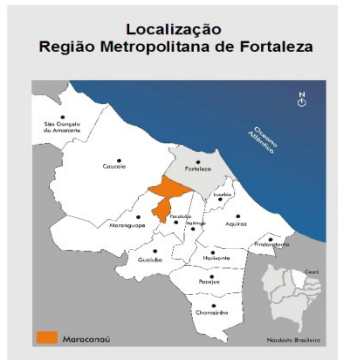 Localização
Região Metropolitana de Fortaleza
N
São Gonçalo
do Amarante
Oceano
Atlântico
Caucaia
Fortaleza
Eusébio
Maranguape
Pacatuba
Itaitinga
Aquiraz
Pindoretama
Guaiúba
Horizonte
Pacajus
Ceará
Chorozinho
Maracanaú
Nordeste Brasileiro